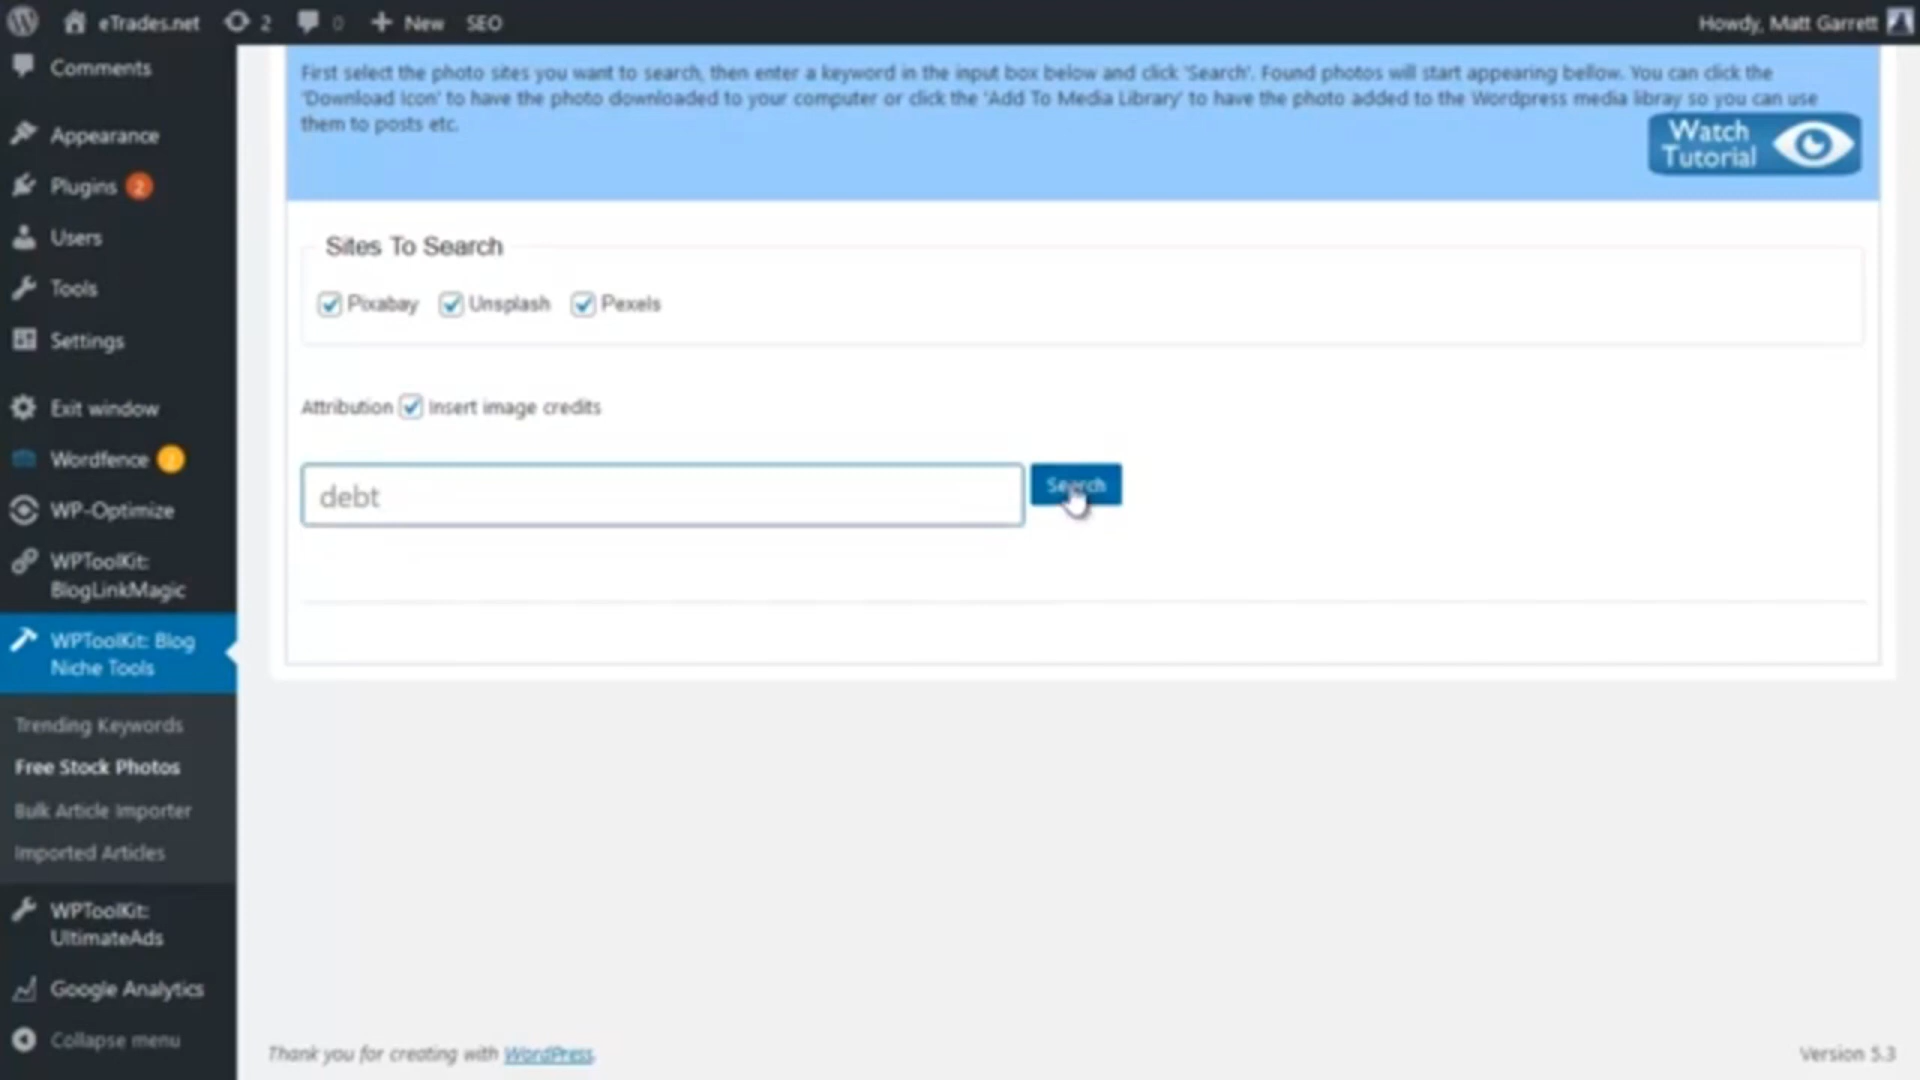 eTrades.net 2 0 New SEO Howdy, Matt Garrett
Comments
Appearance
Plugins 2
Users
Tools
Settings
Exit window
Wordfence
WP-Optimize
WPToolKit:
BlogLinkMagic
WPToolKit: Blog
Niche Tools
Trending Keywords
Free Stock Photos
Bulk Article Importer
Imported Articles
WPToolKit:
UltimateAds
Google Analytics
Collapse menu
First select the photo sites you want to search, then enter a keyword in the input box below and click 'Search'. Found photos will start appearing bellow. You can click the
'Download Icon' to have the photo downloaded to your computer or click the 'Add To Media Library' to have the photo added to the Wordpress media libray so you can use
them to posts etc.
Watch
Tutorial
Sites To Search
Pixabay Unsplash Pexels
Attribution Insert image credits
debt
Search
Thank you for creating with WordPress.
Version 5.3